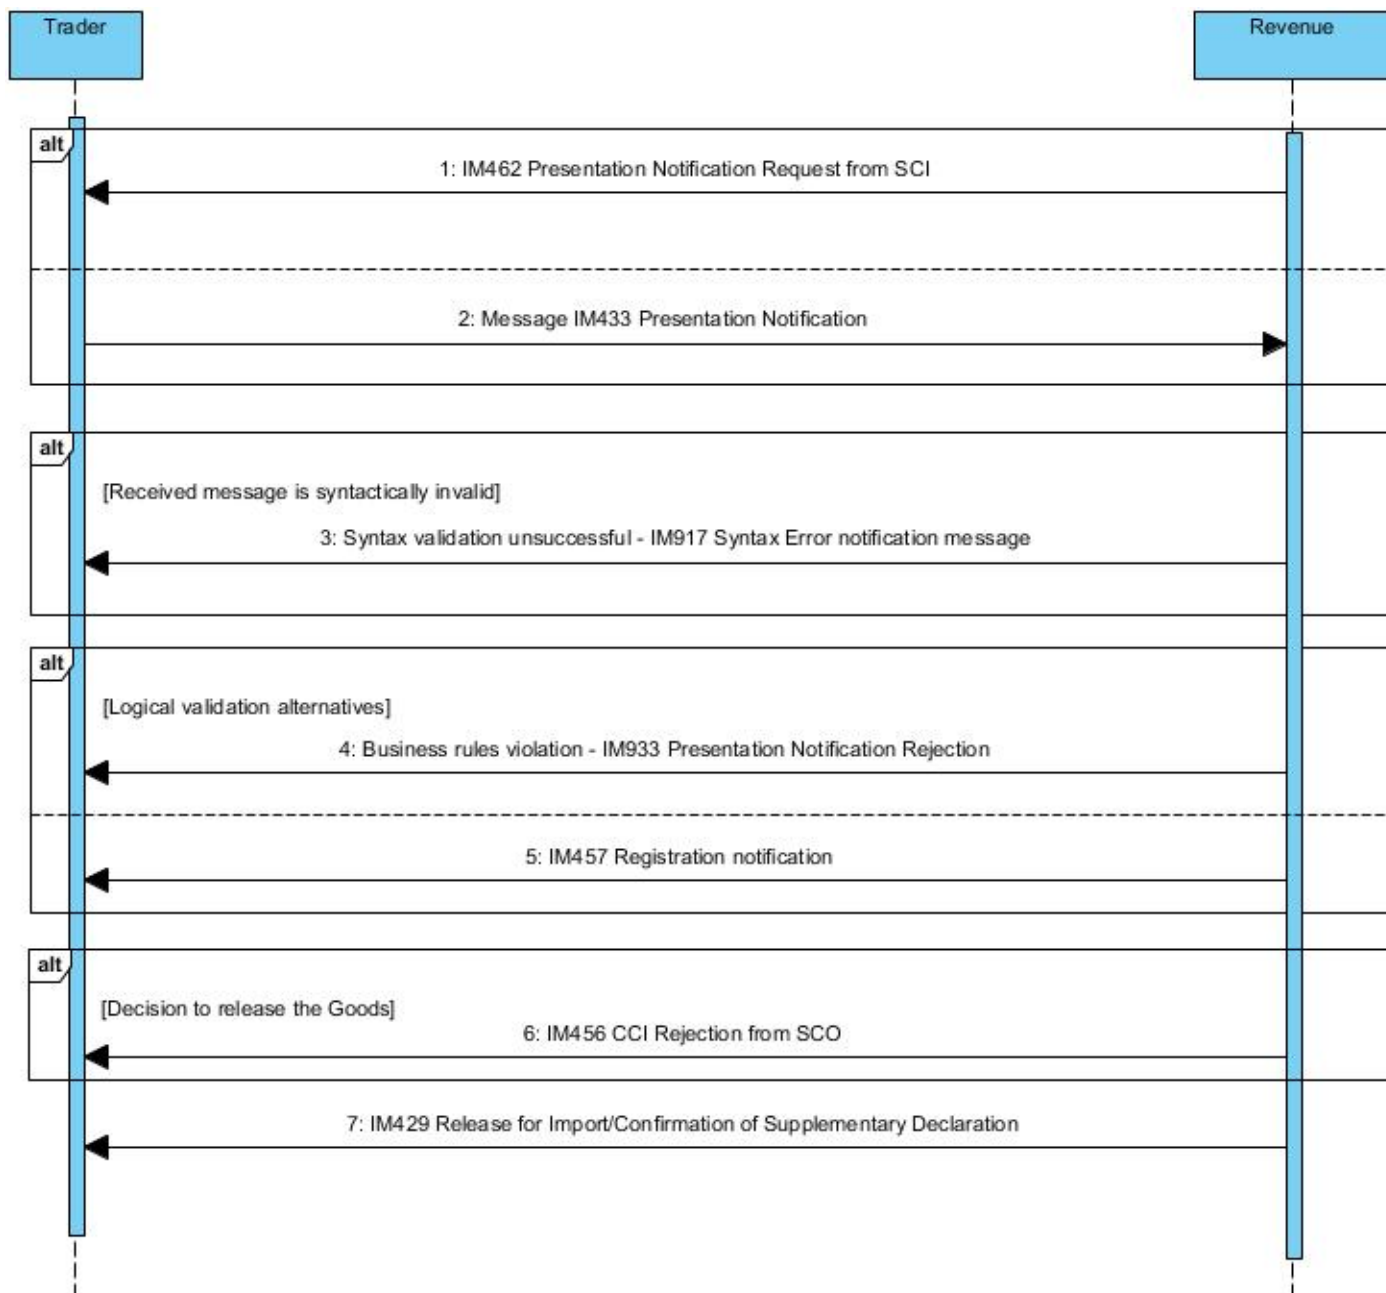 Trader
Revenue
alt
1: IM462 Presentation Notification Request from SCI
2: Message IM433 Presentation Notification
alt
[Received message is syntactically invalid]
3: Syntax validation unsuccessful - IM917 Syntax Error notification message
alt
[Logical validation alternatives]
4: Business rules violation - IM933 Presentation Notification Rejection
5: IM457 Registration notification
alt
[Decision to release the Goods]
6: IM456 CCI Rejection from SCO
7: IM429 Release for Import/Confirmation of Supplementary Declaration